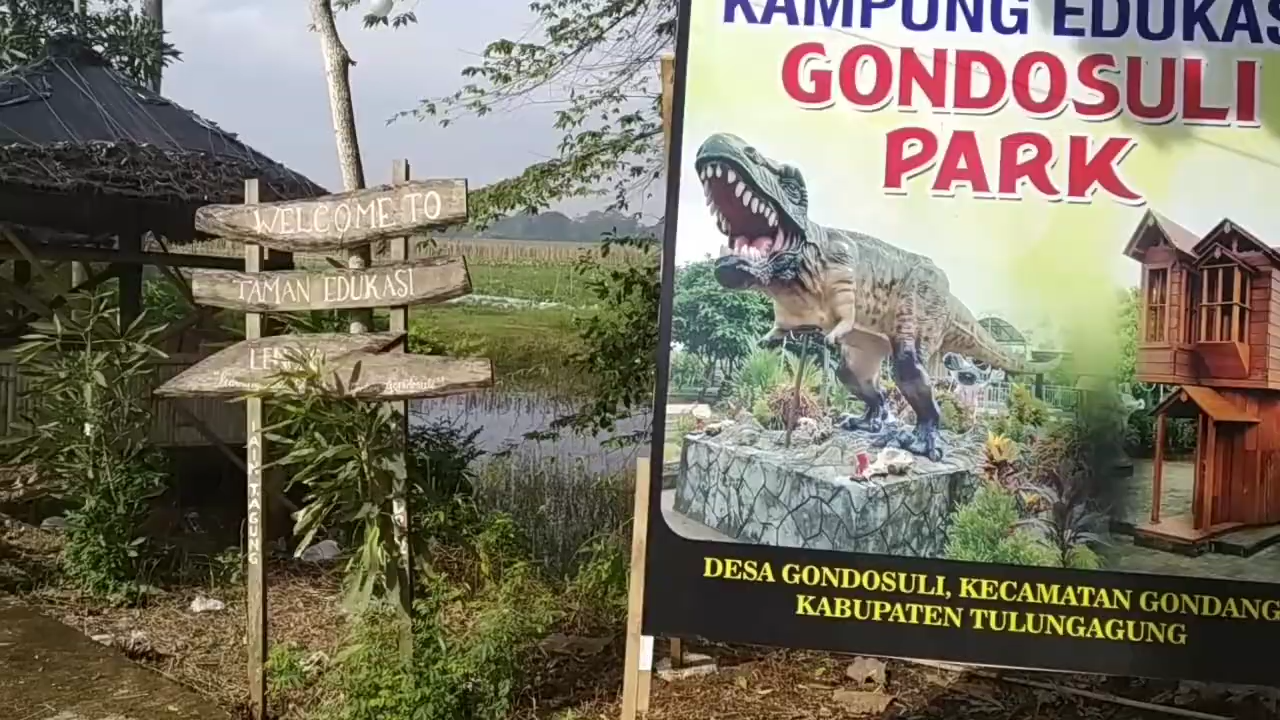 WELCOME TO
TAMAN EDUKASI
KAMPUNG EDUKAS
GONDOSULI
PARK
DESA GONDOSULI, KECAMATAN GONDANG
KABUPATEN TULUNGAGUNG